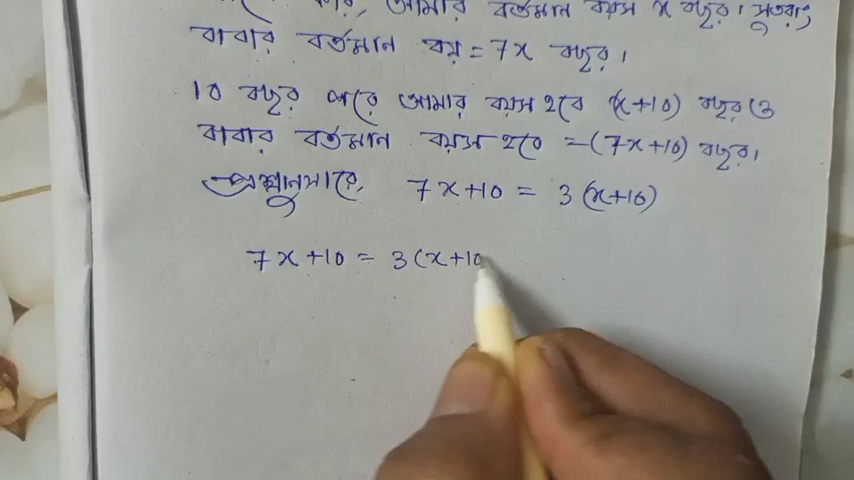 আমার বর্তমান বয়স x বছর। সুতরাং
বাবার বর্তমান বয় = 7x বছর।
10 বছর পরে আমার বয়স হবে (x+10) বছর ও
বাবার বর্তমান বয়স হবে = (7x+10) বছর।
প্রশ্নানুসারে, 7x+10 = 3(x+10)
7x+10 = 3(x+10